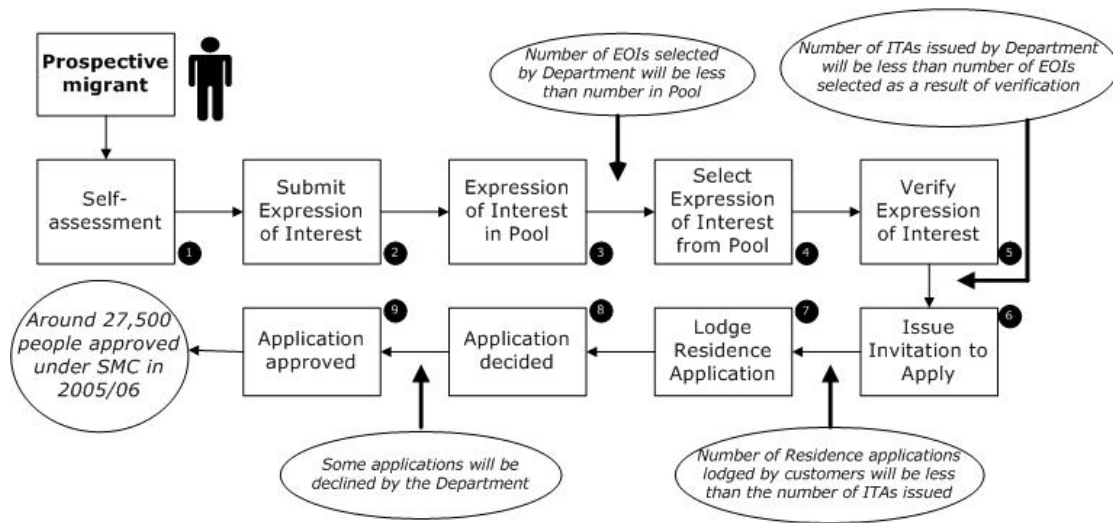 Prospective
migrant
Number of EOIs selected
by Department will be less
than number in Pool
Number of ITAs issued by Department
will be less than number of EOIs
selected as a result of verification
Self-
assessment
1
Submit
Expression
of Interest
2
Expression
of Interest
in Pool
3
Select
Expression
of Interest
from Pool
4
Verify
Expression
of Interest
5
Issue
Invitation to
Apply
6
Lodge
Residence
Application
7
Application
decided
8
Application
approved
9
Around 27,500
people approved
under SMC in
2005/06
Some applications will be
declined by the Department
Number of Residence applications
lodged by customers will be less
than the number of ITAs issued